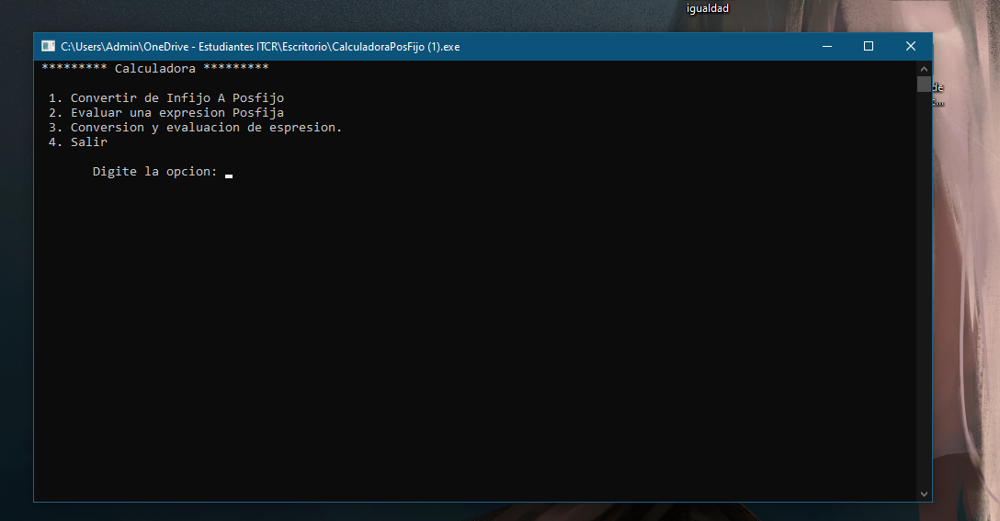 igualdad
C:\Users\Admin\OneDrive - Estudiantes ITCR\Escritorio\CalculadoraPosFijo (1).exe
********* Calculadora *********
1. Convertir de Infijo A Posfijo
2. Evaluar una expresion Posfija
3. Conversion y evaluacion de espresion.
4. Salir
Digite la opcion:
de